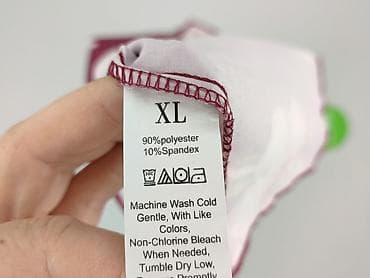 XL
90%polyester
10%Spandex
Machine Wash Cold
Gentle, With Like
Colors,
Non-Chlorine Bleach
When Needed,
Tumble Dry Low,
Promptly